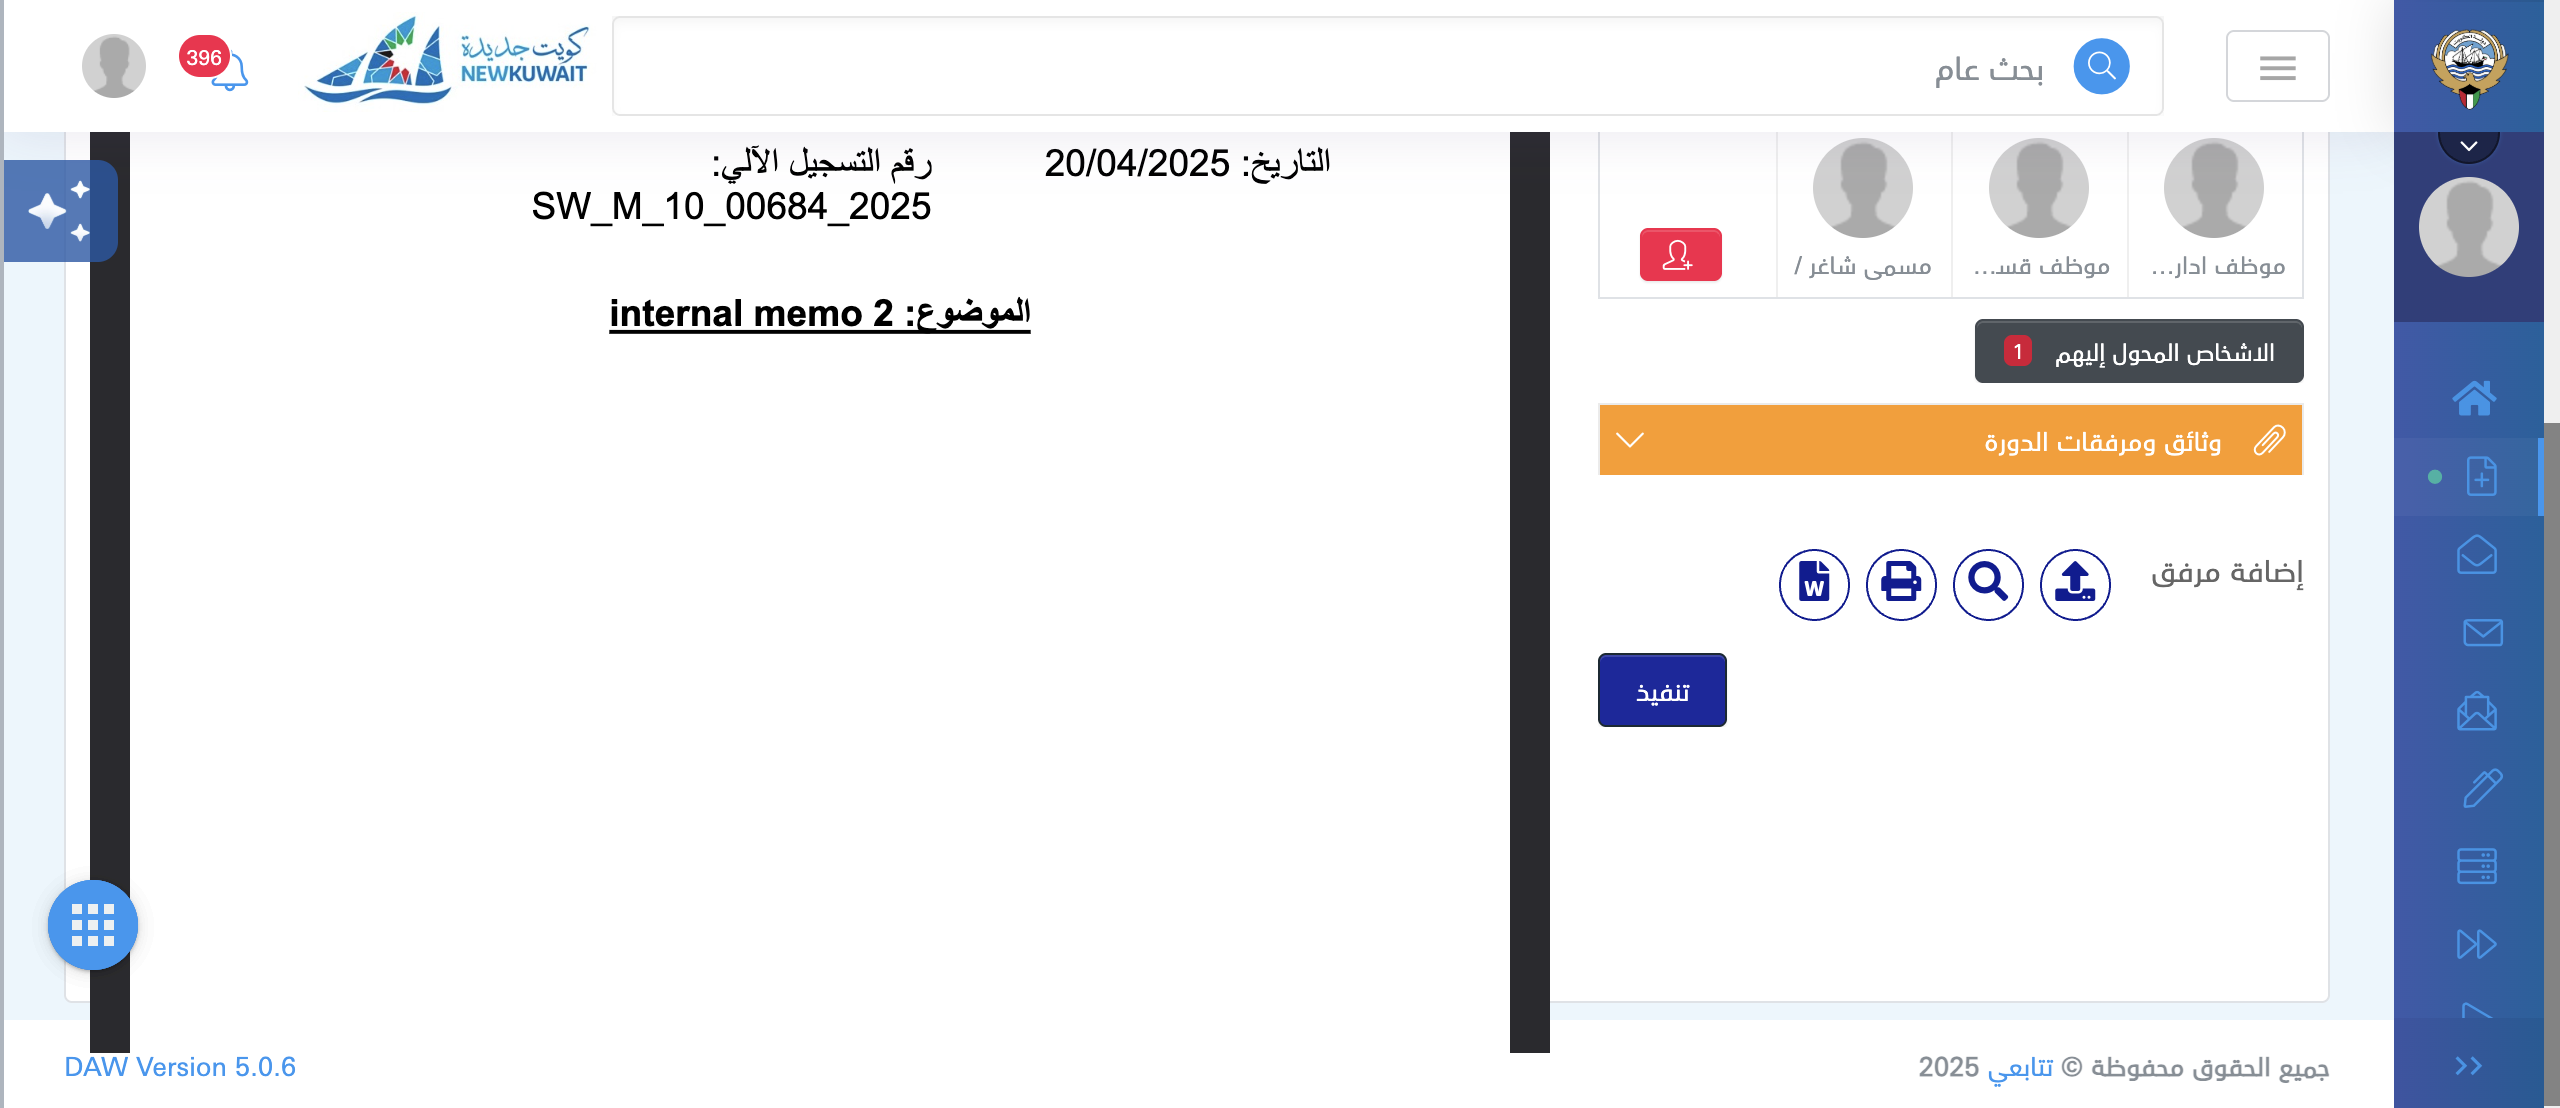 بحث عام
كويت جديدة
NEWKUWAIT
396
موظف ادار...
موظف قسـ...
مسمى شاغر /
الاشخاص المحول إليهم 1
وثائق ومرفقات الدورة
إضافة مرفق
W
تنفيذ
التاريخ: 20/04/2025
رقم التسجيل الآلي:
SW_M_10_00684_2025
الموضوع: internal memo 2
جميع الحقوق محفوظة © تتابعي 2025
DAW Version 5.0.6